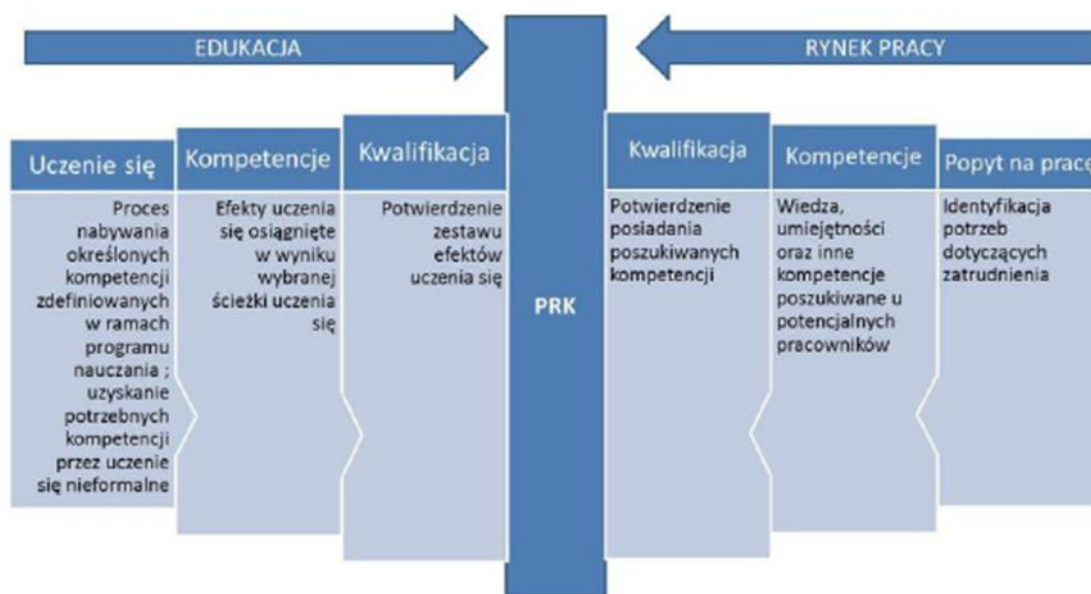 EDUKACJA
RYNEK PRACY
Uczenie się
Proces
nabywania
określonych
kompetencji
zdefiniowanych
w ramach
programu
nauczania ;
uzyskanie
potrzebnych
kompetencji
przez uczenie
się nieformalne
Kompetencje
Efekty uczenia
się osiągnięte
w wyniku
wybranej
ścieżki uczenia
się
Kwalifikacja
Potwierdzenie
zestawu
efektów
uczenia się
PRK
Kwalifikacja
Potwierdzenie
posiadania
poszukiwanych
kompetencji
Kompetencje
Wiedza,
umiejętności
oraz inne
kompetencje
poszukiwane u
potencjalnych
pracowników
Popyt na pracę
Identyfikacja
potrzeb
dotyczących
zatrudnienia